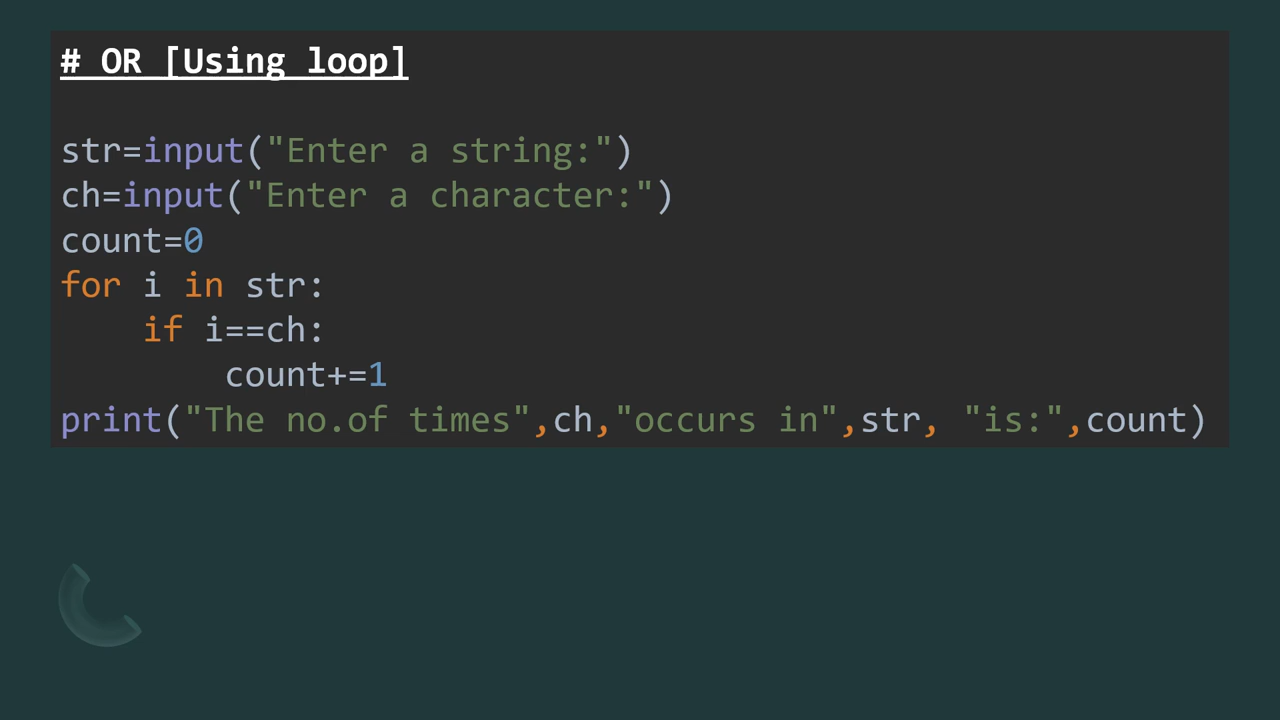 # OR [Using loop]
str=input("Enter a string:")
ch=input("Enter a character:")
count=0
for i in str:
    if i==ch:
        count+=1
print("The no.of times",ch,"occurs in",str, "is:",count)